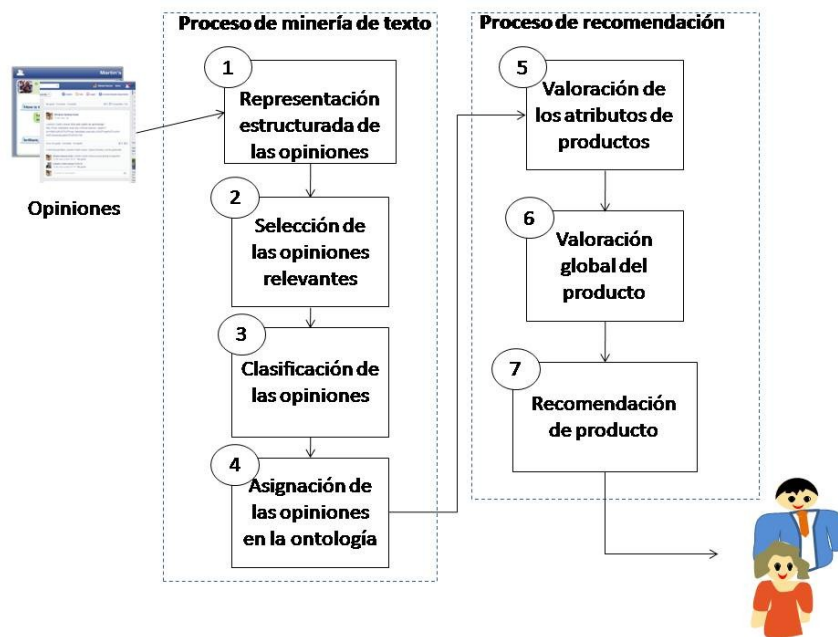 Proceso de minería de texto
1
Representación
estructurada de
las opiniones
Opiniones
2
Selección de
las opiniones
relevantes
3
Clasificación de
las opiniones
4
Asignación de
las opiniones
en la ontología
Proceso de recomendación
5
Valoración de
los atributos de
productos
6
Valoración
global del
producto
7
Recomendación
de producto